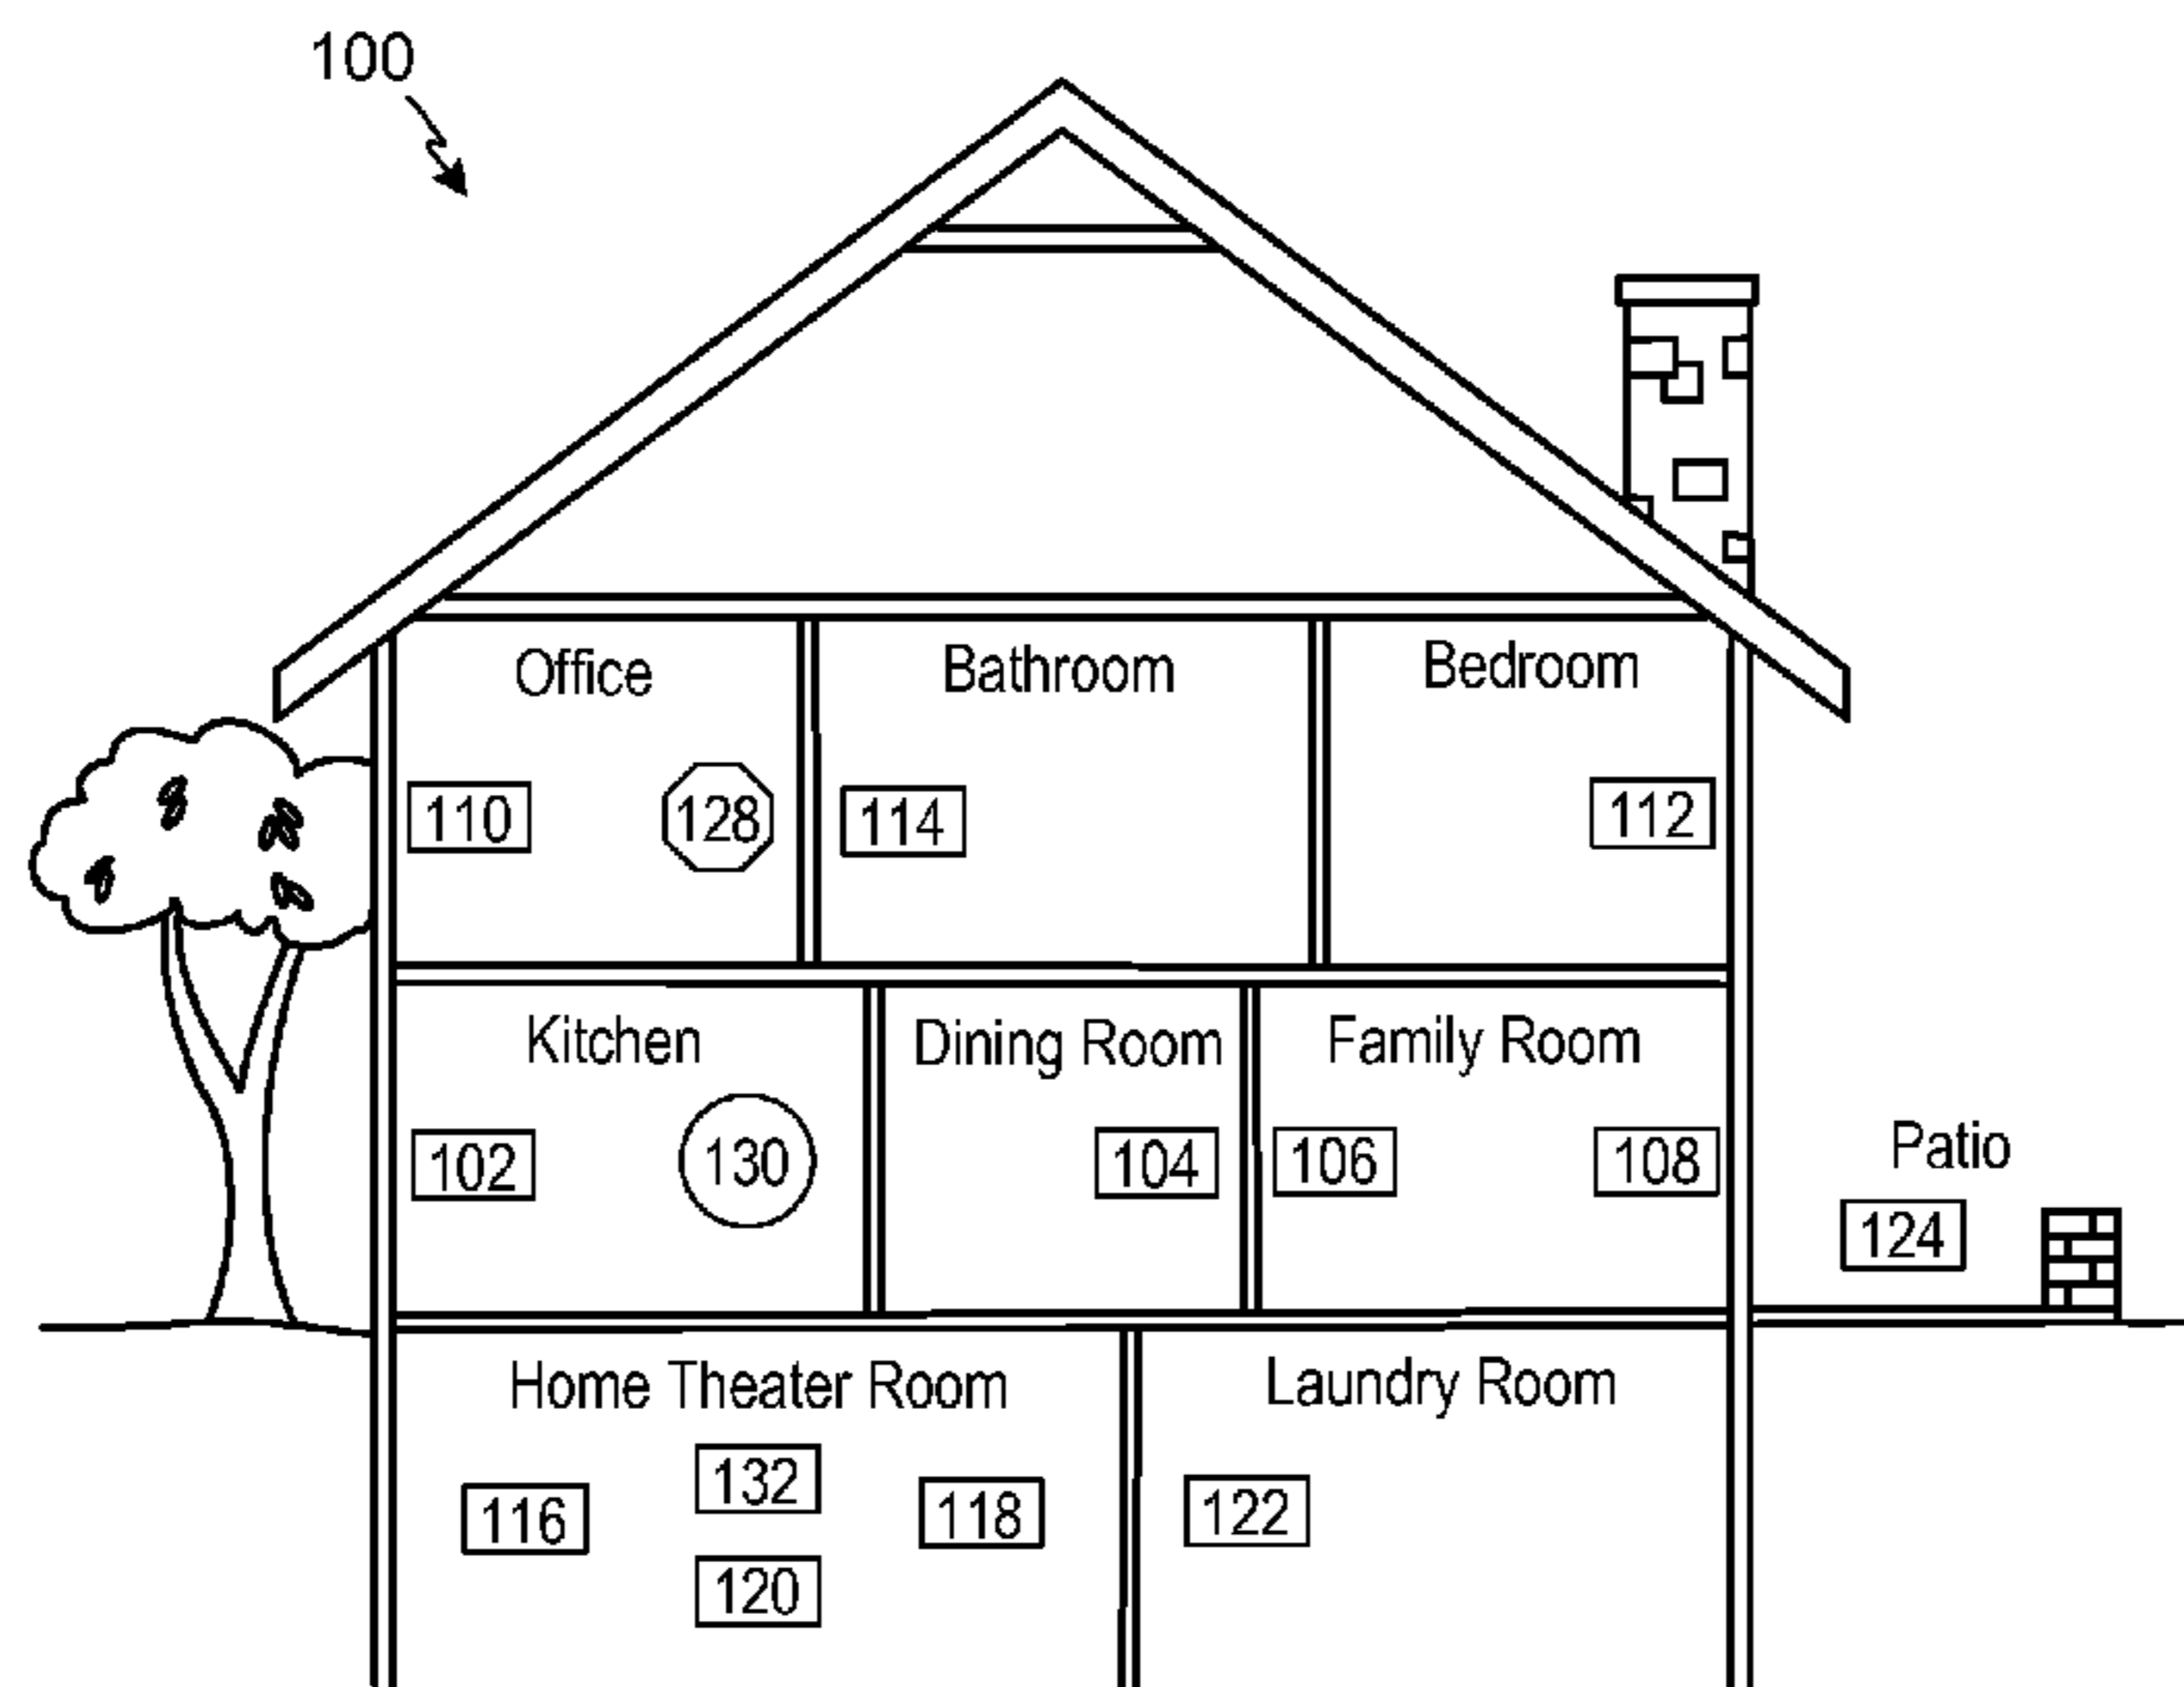 100
Office Bathroom Bedroom
110 128 114 112
Kitchen Dining Room Family Room
102 130 104 106 108
Patio
124
Home Theater Room Laundry Room
116 132 118 122
120